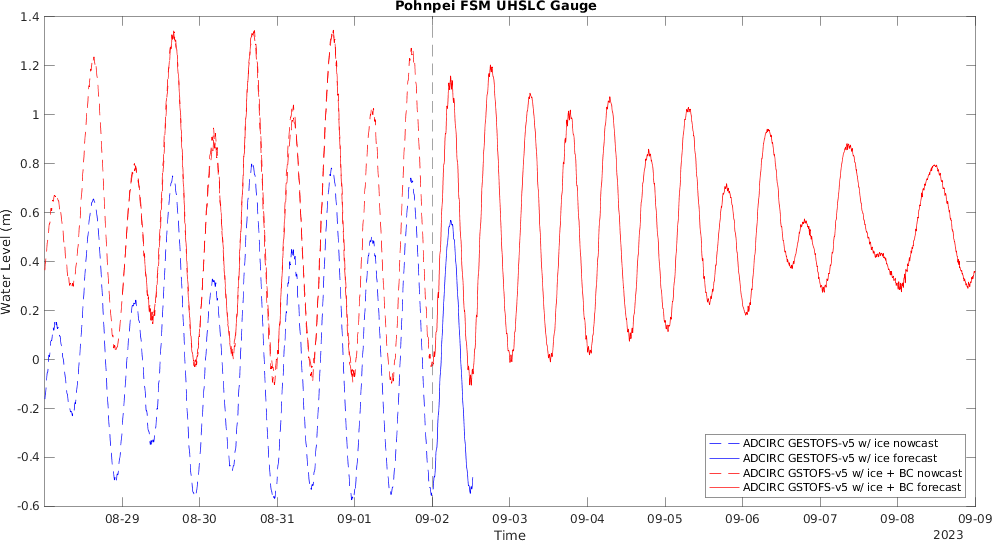 Pohnpei FSM UHSLC Gauge
1.4
1.2
1
0.8
0.6
0.4
0.2
0
-0.2
-0.4
-0.6
Water Level (m)
ADCIRC GESTOFS-v5 w/ ice nowcast
ADCIRC GESTOFS-v5 w/ ice forecast
ADCIRC GSTOFS-v5 w/ ice + BC nowcast
ADCIRC GSTOFS-v5 w/ ice + BC forecast
08-29 08-30 08-31 09-01 09-02 09-03 09-04 09-05 09-06 09-07 09-08 09-09
Time
2023